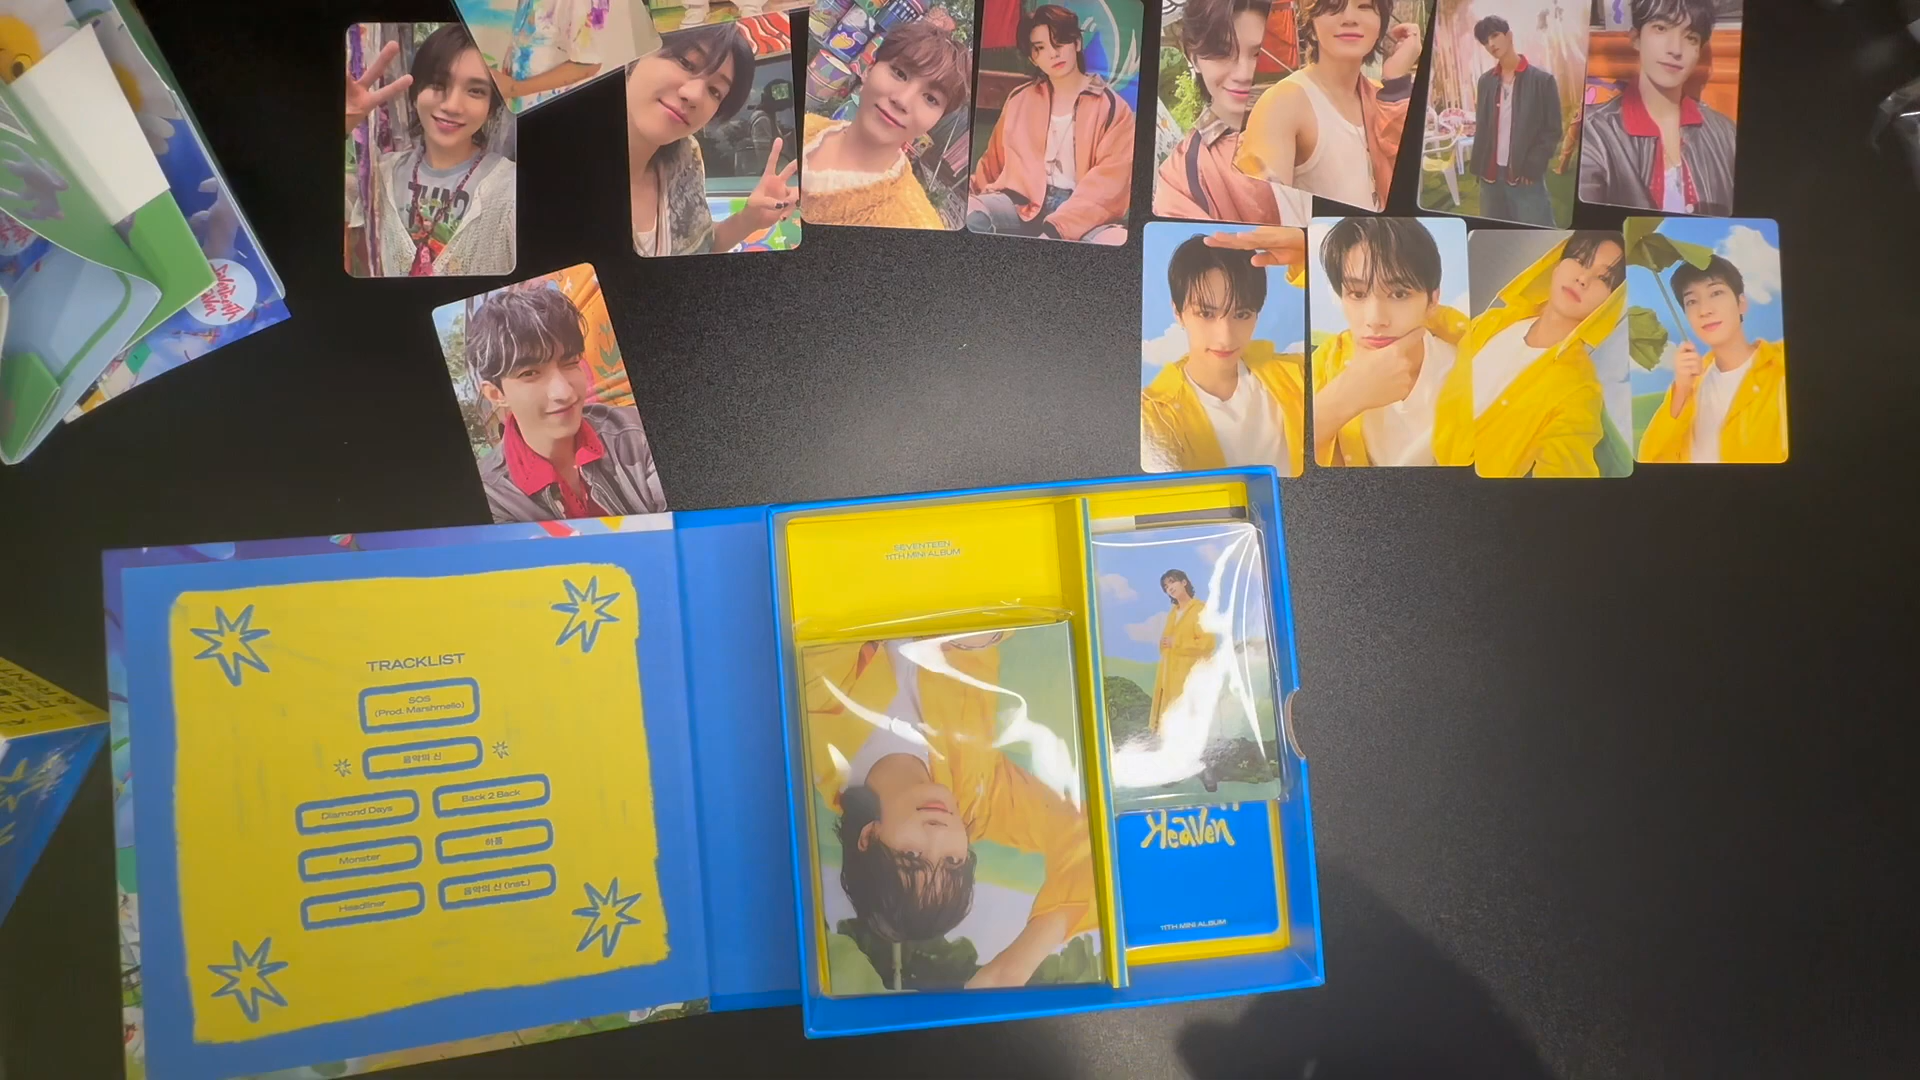 SEVENTEEN
11TH MINI ALBUM
TRACKLIST
SOS
(Prod. Marshmello)
음악의 신
Diamond Days
Back 2 Back
Monster
하품
Headliner
음악의 신 (Inst.)
Heaven
11TH MINI ALBUM